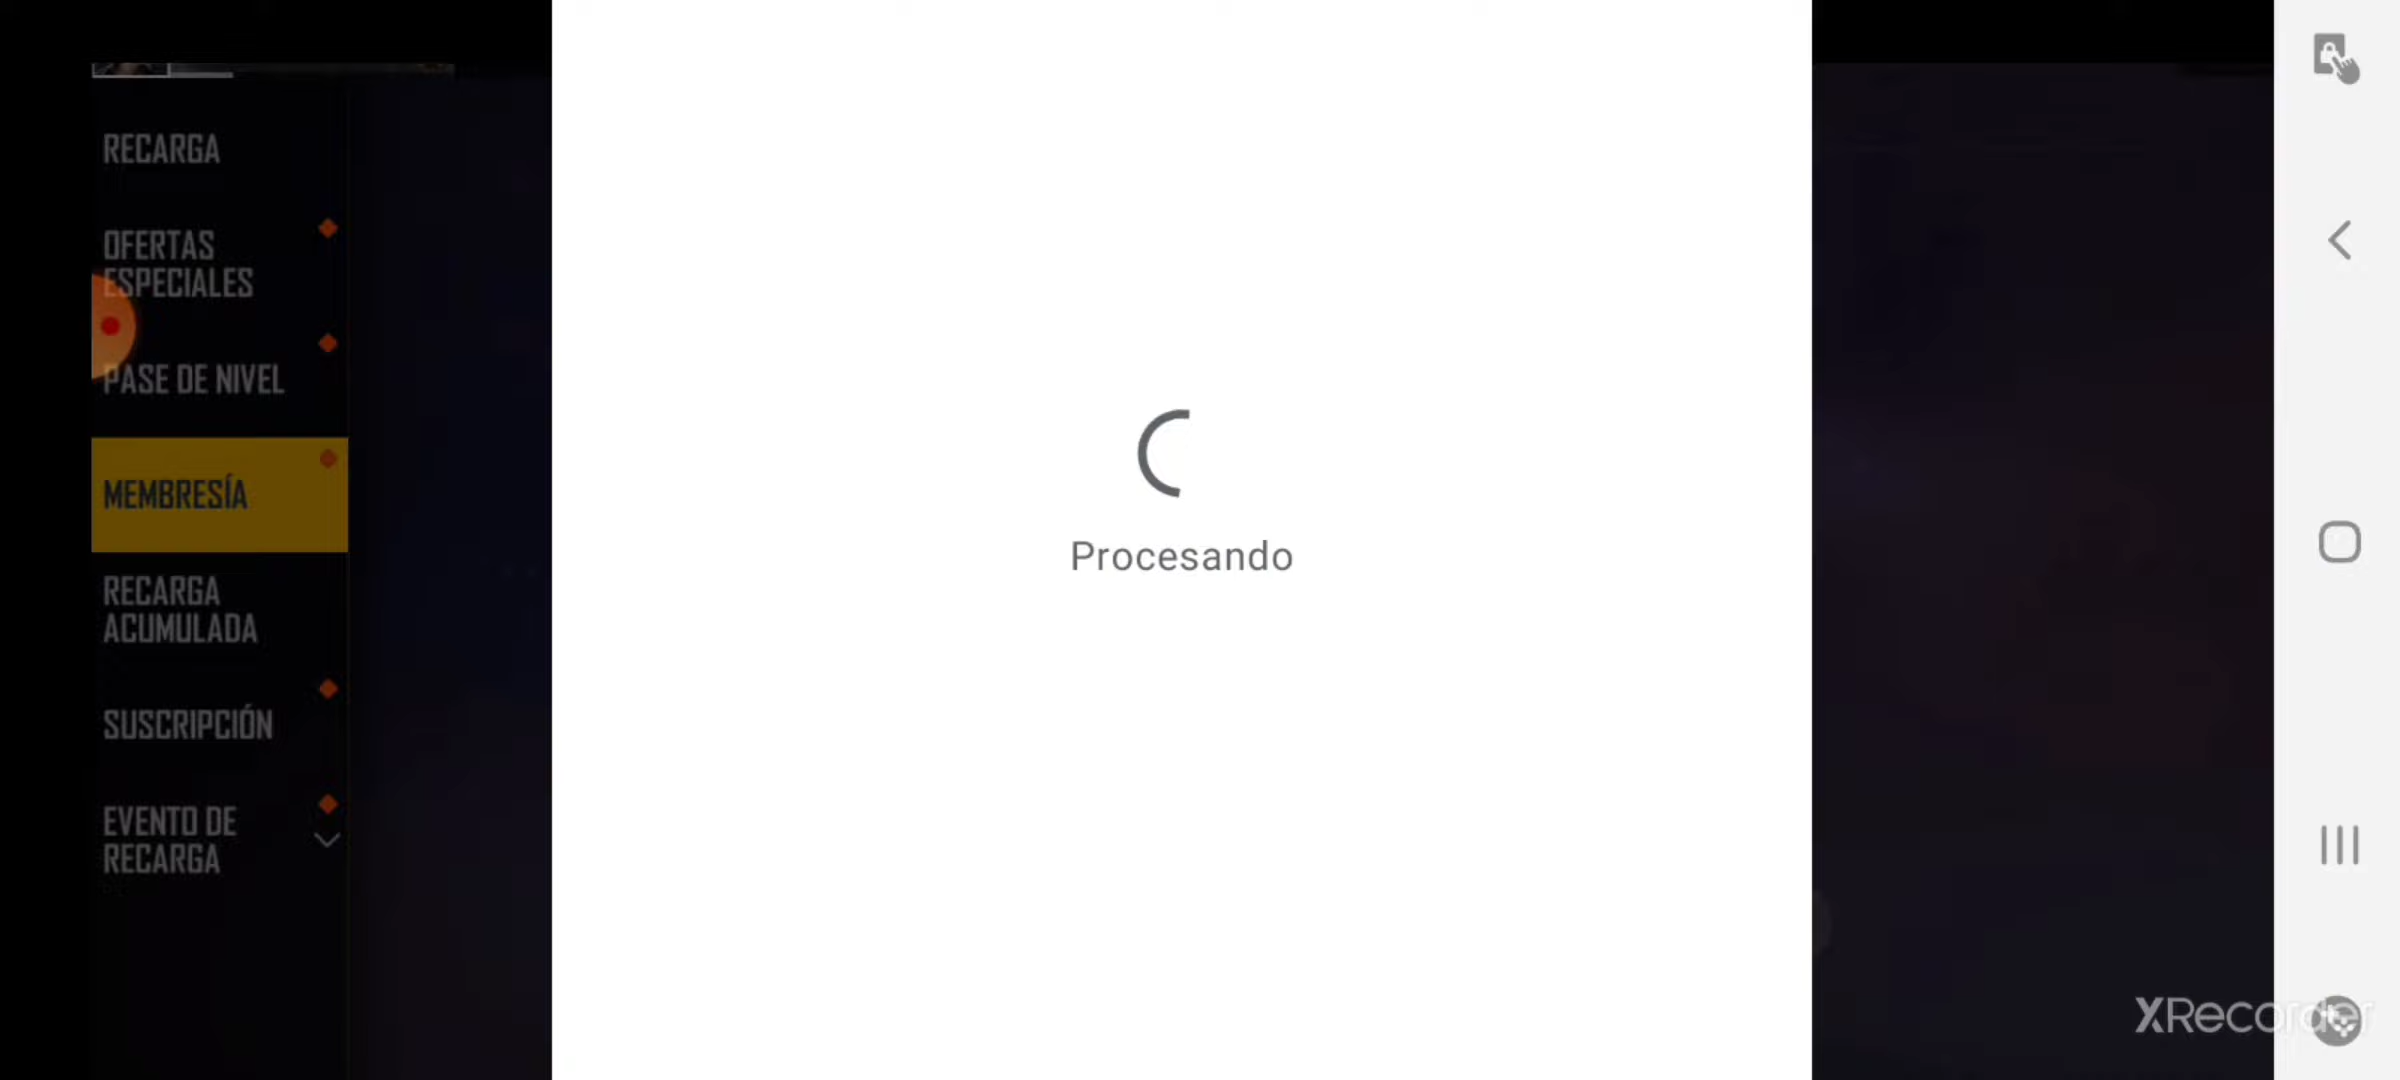 RECARGA
OFERTAS
ESPECIALES
PASE DE NIVEL
MEMBRESÍA
RECARGA
ACUMULADA
SUSCRIPCIÓN
EVENTO DE
RECARGA
Procesando
XRecorder